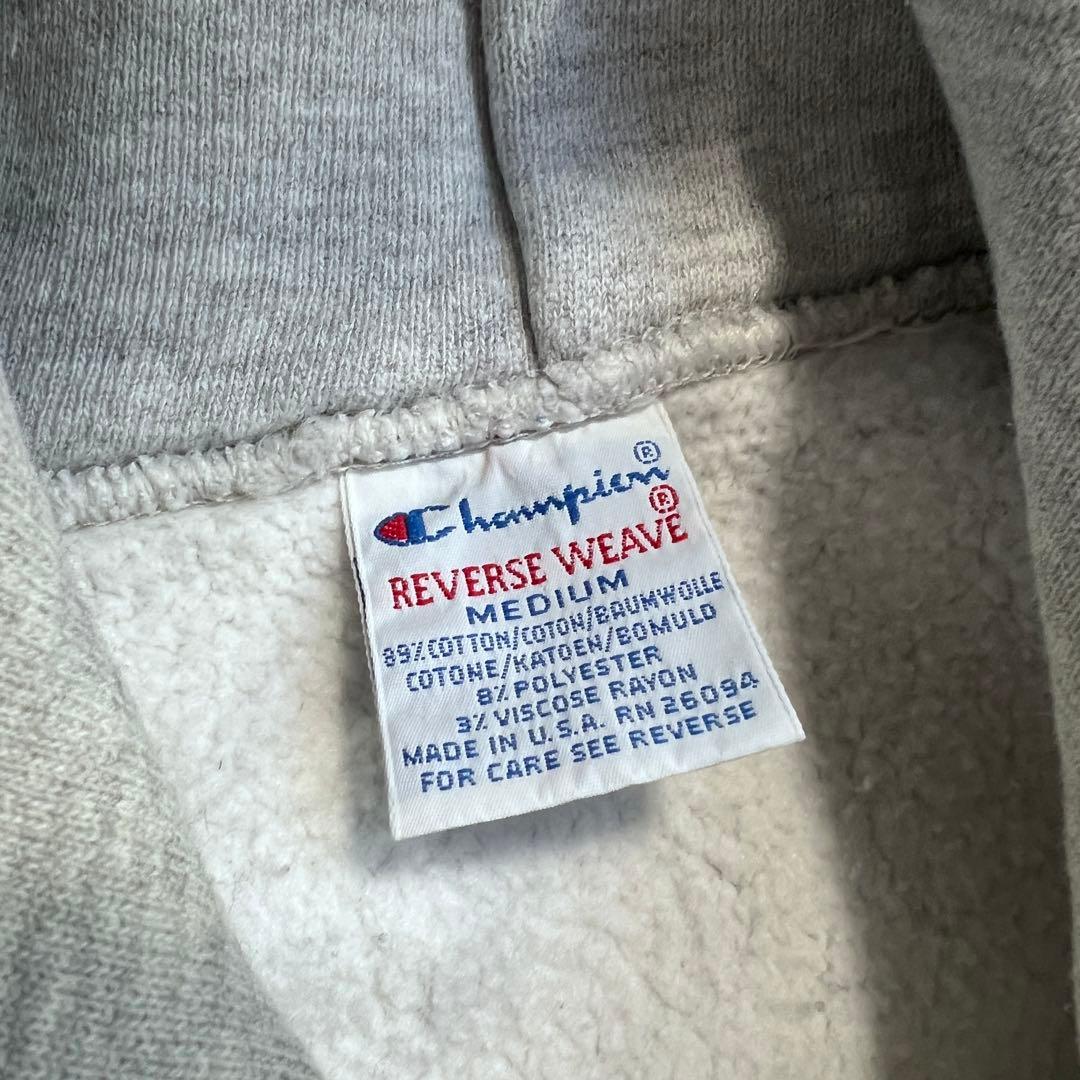 Champion®
REVERSE WEAVE®
MEDIUM
89% COTTON/COTON/BAUMWOLLE
COTONE/KATOEN/BOMULD
8% POLYESTER
3% VISCOSE RAYON
MADE IN U.S.A. RN 26094
FOR CARE SEE REVERSE